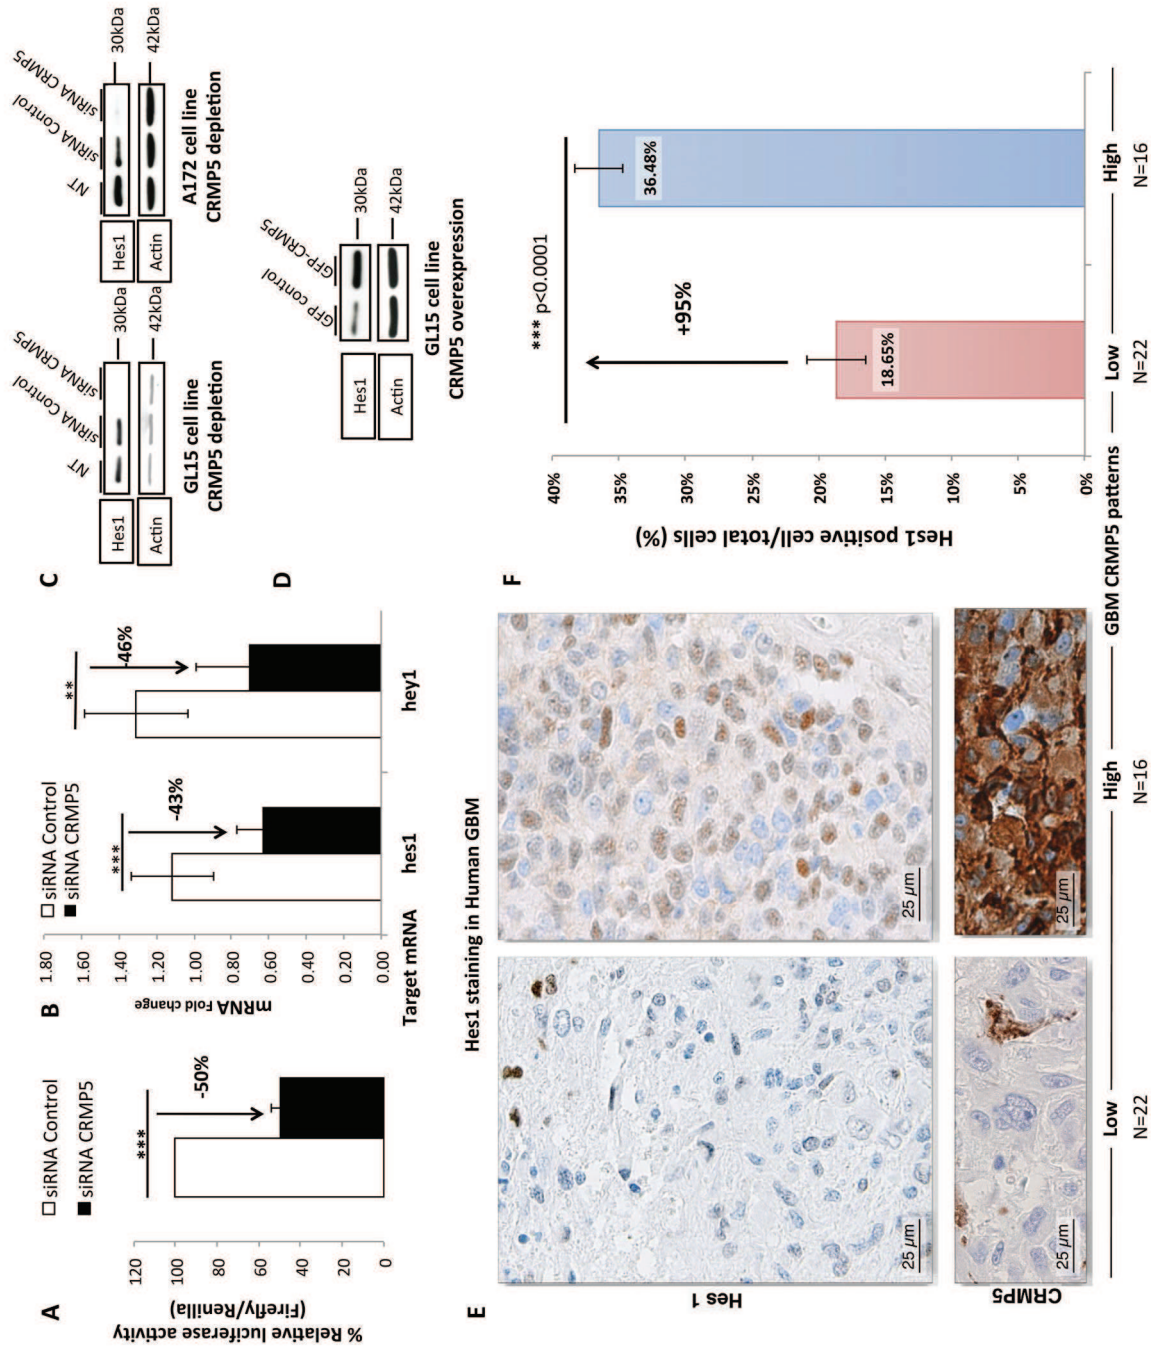 A
□ siRNA Control
■ siRNA CRMP5
% Relative luciferase activity
(Firefly/Renilla)
120
100
80
60
40
20
0
***
-50%
B
□ siRNA Control
■ siRNA CRMP5
mRNA Fold change
1.80
1.60
1.40
1.20
1.00
0.80
0.60
0.40
0.20
0.00
***
-43%
**
-46%
hes1
hey1
Target mRNA
C
NT
siRNA Control
siRNA CRMP5
Hes1
30kDa
Actin
42kDa
GL15 cell line
CRMP5 depletion
NT
siRNA Control
siRNA CRMP5
Hes1
30kDa
Actin
42kDa
A172 cell line
CRMP5 depletion
D
GFP control
GFP-CRMP5
Hes1
30kDa
Actin
42kDa
GL15 cell line
CRMP5 overexpression
E
Hes1 staining in Human GBM
Hes 1
25 µm
25 µm
CRMP5
25 µm
25 µm
Low
High
GBM CRMP5 patterns
N=22
N=16
F
Hes1 positive cell/total cells (%)
40%
35%
30%
25%
20%
15%
10%
5%
0%
*** p<0.0001
+95%
18.65%
36.48%
Low
High
N=22
N=16